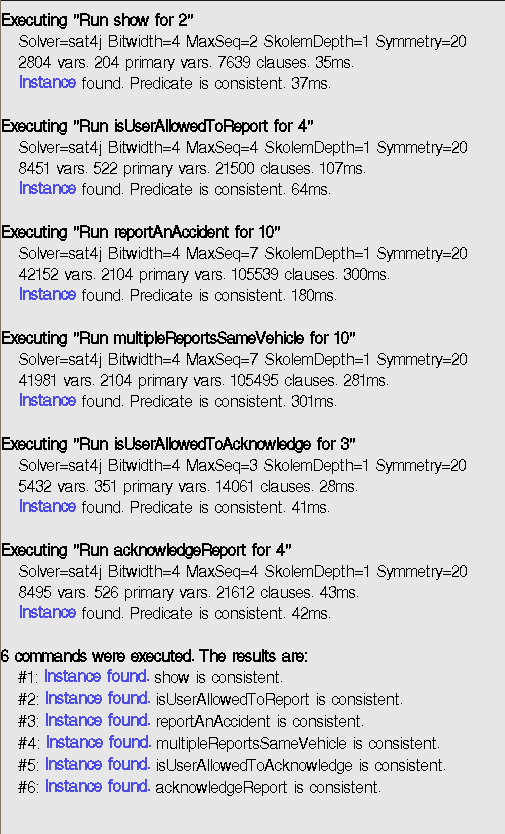 Executing "Run show for 2"
Solver=sat4j Bitwidth=4 MaxSeq=2 SkolemDepth=1 Symmetry=20
2804 vars. 204 primary vars. 7639 clauses. 35ms.
Instance found. Predicate is consistent. 37ms.
Executing "Run isUserAllowedToReport for 4"
Solver=sat4j Bitwidth=4 MaxSeq=4 SkolemDepth=1 Symmetry=20
8451 vars. 522 primary vars. 21500 clauses. 107ms.
Instance found. Predicate is consistent. 64ms.
Executing "Run reportAnAccident for 10"
Solver=sat4j Bitwidth=4 MaxSeq=7 SkolemDepth=1 Symmetry=20
42152 vars. 2104 primary vars. 105539 clauses. 300ms.
Instance found. Predicate is consistent. 180ms.
Executing "Run multipleReportsSameVehicle for 10"
Solver=sat4j Bitwidth=4 MaxSeq=7 SkolemDepth=1 Symmetry=20
41981 vars. 2104 primary vars. 105495 clauses. 281ms.
Instance found. Predicate is consistent. 301ms.
Executing "Run isUserAllowedToAcknowledge for 3"
Solver=sat4j Bitwidth=4 MaxSeq=3 SkolemDepth=1 Symmetry=20
5432 vars. 351 primary vars. 14061 clauses. 28ms.
Instance found. Predicate is consistent. 41ms.
Executing "Run acknowledgeReport for 4"
Solver=sat4j Bitwidth=4 MaxSeq=4 SkolemDepth=1 Symmetry=20
8495 vars. 526 primary vars. 21612 clauses. 43ms.
Instance found. Predicate is consistent. 42ms.
6 commands were executed. The results are:
#1: Instance found. show is consistent.
#2: Instance found. isUserAllowedToReport is consistent.
#3: Instance found. reportAnAccident is consistent.
#4: Instance found. multipleReportsSameVehicle is consistent.
#5: Instance found. isUserAllowedToAcknowledge is consistent.
#6: Instance found. acknowledgeReport is consistent.